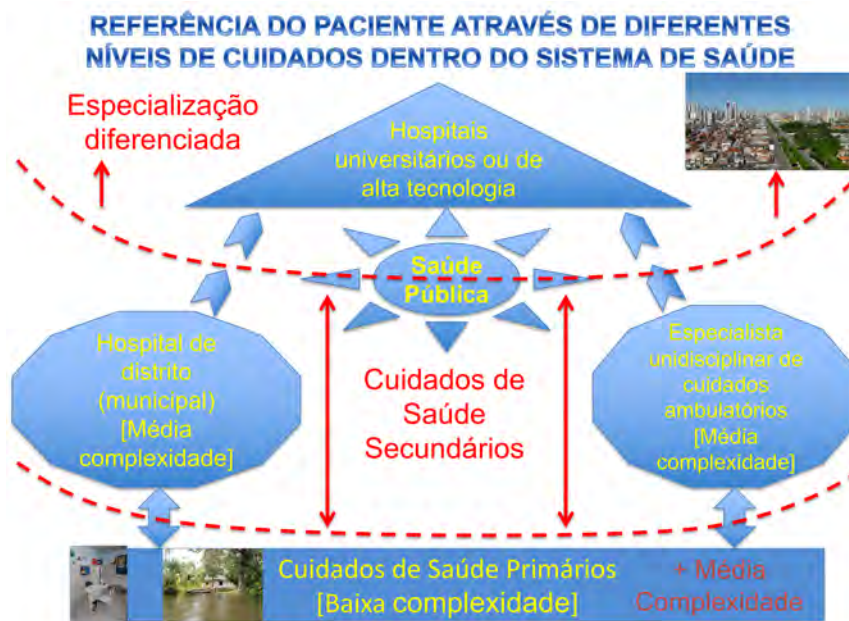 REFERÊNCIA DO PACIENTE ATRAVÉS DE DIFERENTES
NÍVEIS DE CUIDADOS DENTRO DO SISTEMA DE SAÚDE
Especialização
diferenciada
Hospitais
universitários ou de
alta tecnologia
Saúde
Pública
Hospital de
distrito
(municipal)
[Média
complexidade]
Cuidados de
Saúde
Secundários
Especialista
unidisciplinar de
cuidados
ambulatórios
[Média
complexidade]
Cuidados de Saúde Primários
[Baixa complexidade]
+ Média
Complexidade